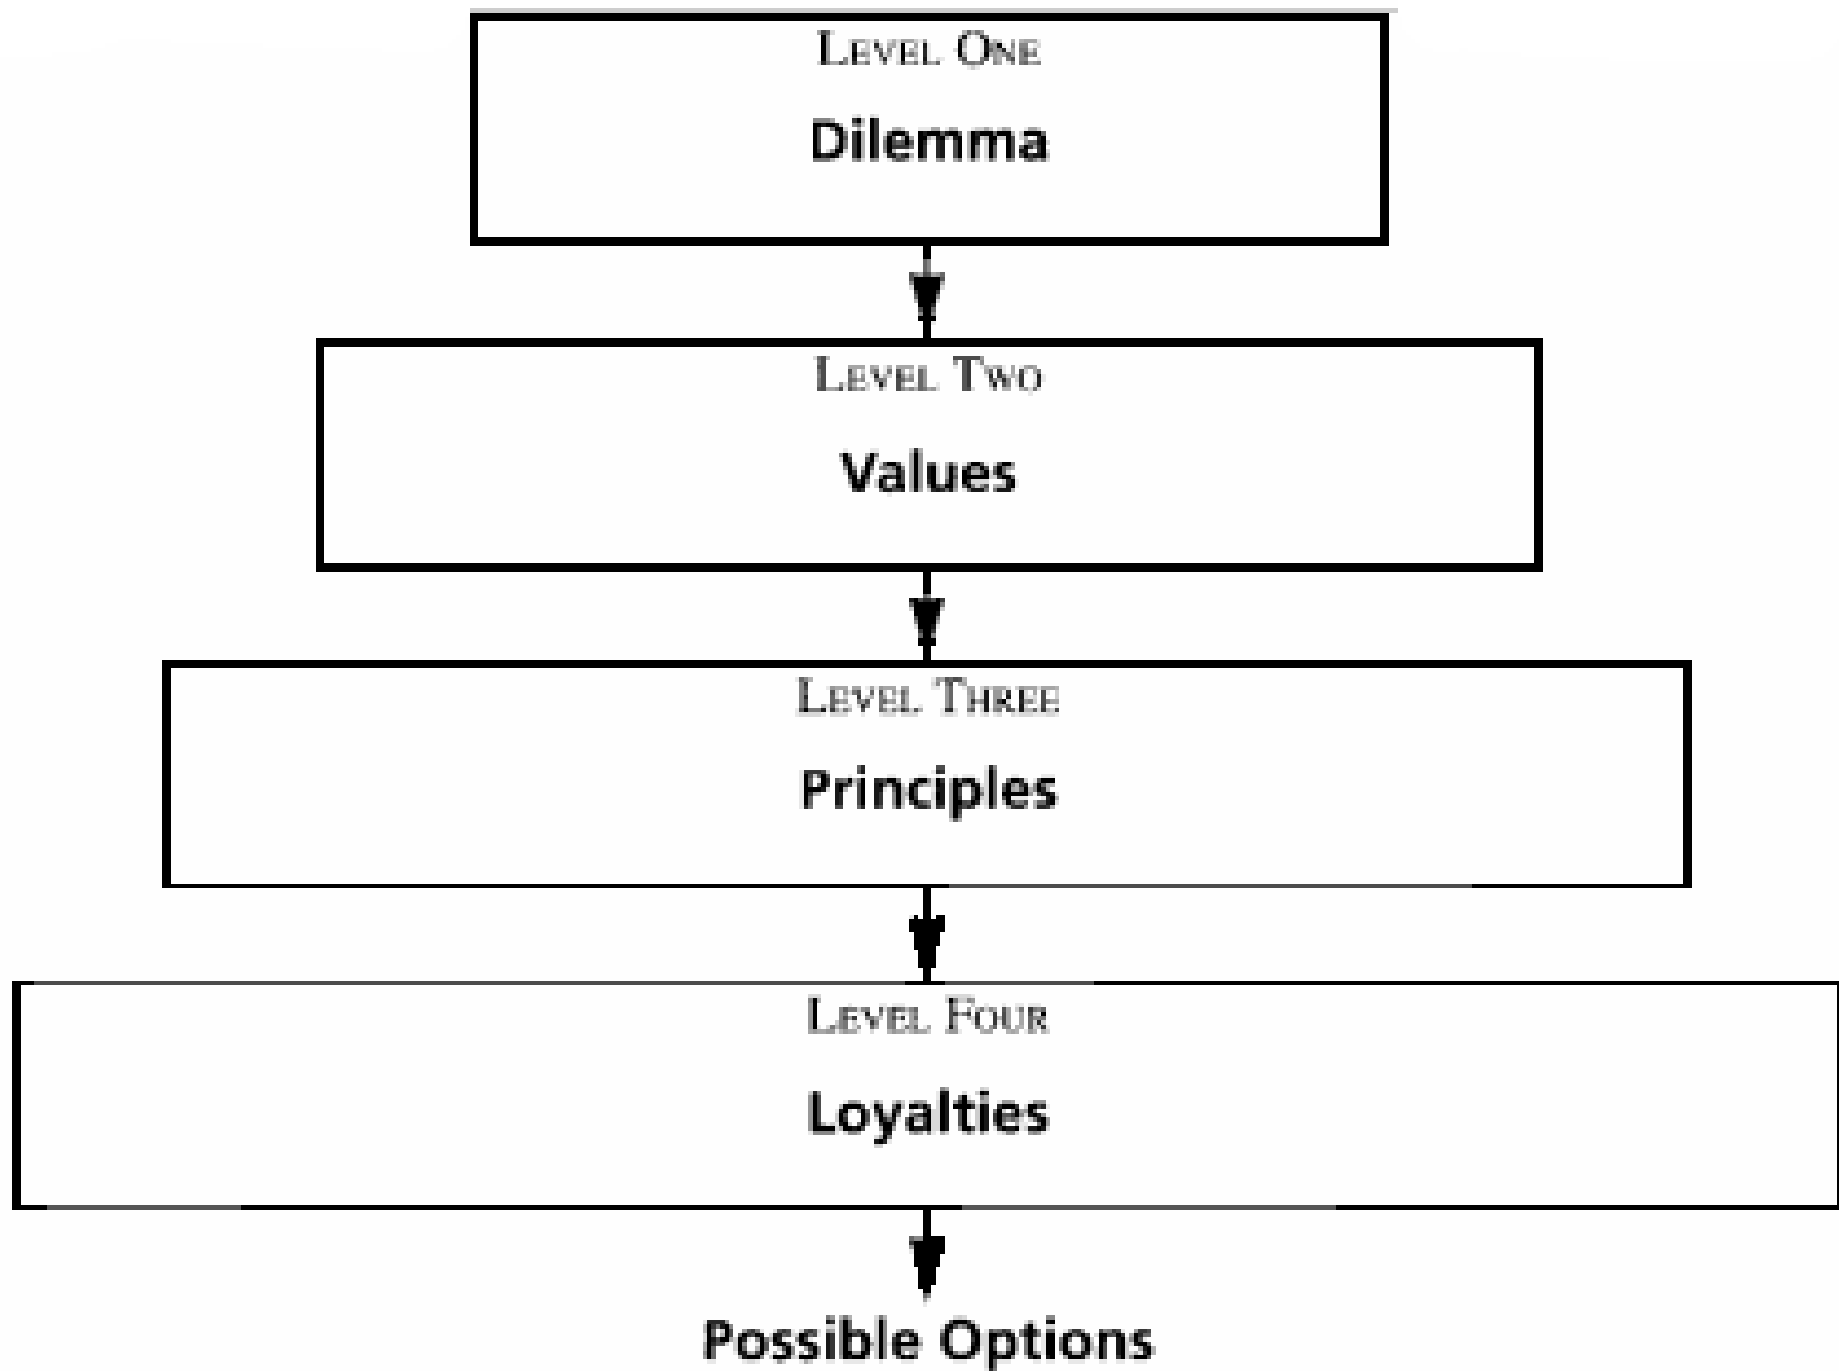 LEVEL ONE
Dilemma
LEVEL TWO
Values
LEVEL THREE
Principles
LEVEL FOUR
Loyalties
Possible Options